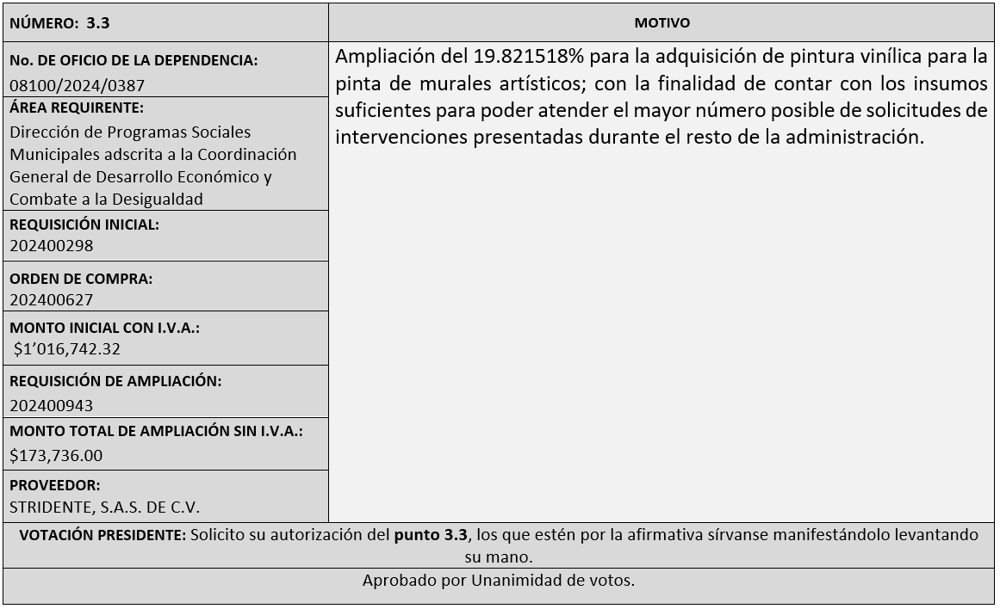 NÚMERO: 3.3
MOTIVO
No. DE OFICIO DE LA DEPENDENCIA:
08100/2024/0387
ÁREA REQUIRENTE:
Dirección de Programas Sociales
Municipales adscrita a la Coordinación
General de Desarrollo Económico y
Combate a la Desigualdad
REQUISICIÓN INICIAL:
202400298
ORDEN DE COMPRA:
202400627
MONTO INICIAL CON I.V.A.:
$1’016,742.32
REQUISICIÓN DE AMPLIACIÓN:
202400943
MONTO TOTAL DE AMPLIACIÓN SIN I.V.A.:
$173,736.00
PROVEEDOR:
STRIDENTE, S.A.S. DE C.V.
Ampliación del 19.821518% para la adquisición de pintura vinílica para la
pinta de murales artísticos; con la finalidad de contar con los insumos
suficientes para poder atender el mayor número posible de solicitudes de
intervenciones presentadas durante el resto de la administración.
VOTACIÓN PRESIDENTE: Solicito su autorización del punto 3.3, los que estén por la afirmativa sírvanse manifestándolo levantando
su mano.
Aprobado por Unanimidad de votos.